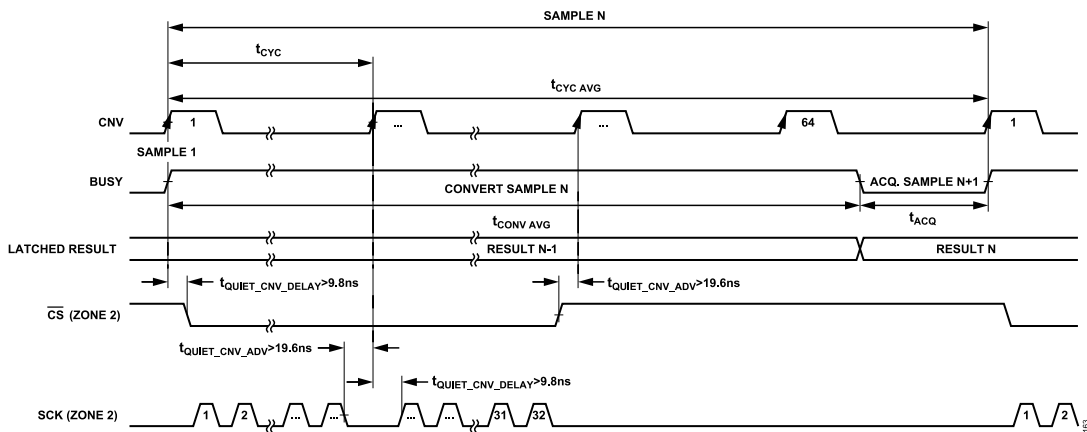 SAMPLE N
tCYC
tCYC AVG
CNV 1 ... ... 64 1
SAMPLE 1
BUSY CONVERT SAMPLE N ACQ. SAMPLE N+1
tCONV AVG tACQ
LATCHED RESULT RESULT N-1 RESULT N
tQUIET_CNV_DELAY>9.8ns tQUIET_CNV_ADV>19.6ns
CS (ZONE 2)
tQUIET_CNV_ADV>19.6ns
tQUIET_CNV_DELAY>9.8ns
SCK (ZONE 2) 1 2 ... ... ... ... 31 32 1 2